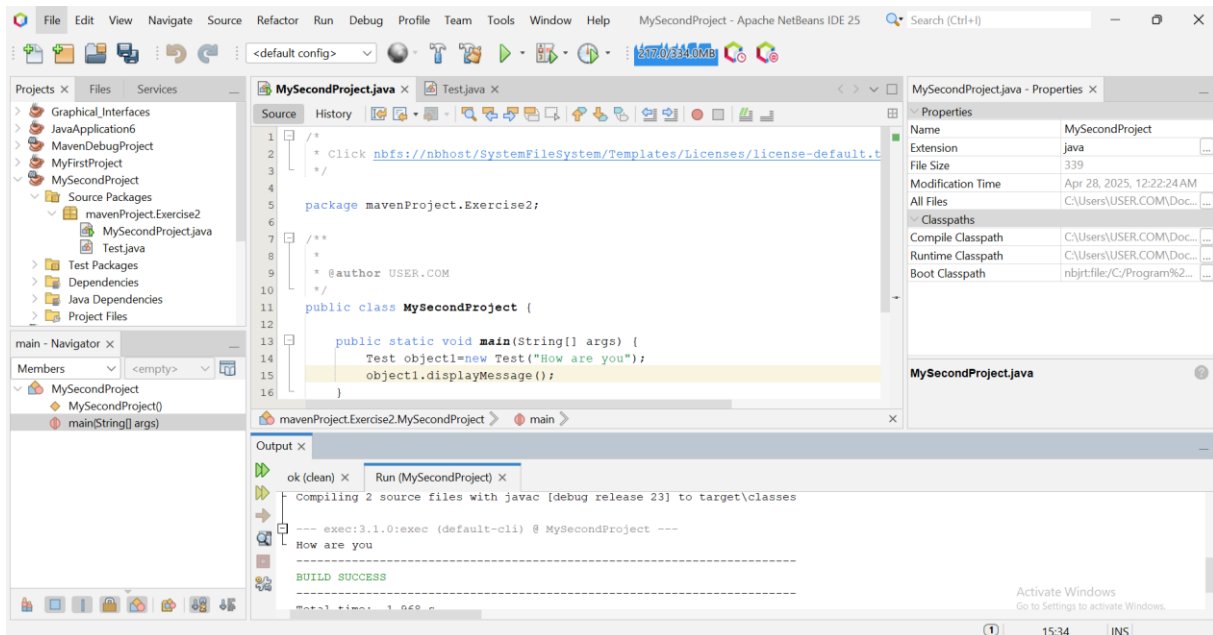 File Edit View Navigate Source Refactor Run Debug Profile Team Tools Window Help MySecondProject - Apache NetBeans IDE 25 Search (Ctrl+I)
<default config> 217.0/334.0MB
Projects Files Services
Graphical_Interfaces
JavaApplication6
MavenDebugProject
MyFirstProject
MySecondProject
Source Packages
mavenProject.Exercise2
MySecondProject.java
Test.java
Test Packages
Dependencies
Java Dependencies
Project Files
main - Navigator
Members <empty>
MySecondProject
MySecondProject()
main(String[] args)
MySecondProject.java Test.java
Source History
1 /*
2 * Click nbfs://nbhost/SystemFileSystem/Templates/Licenses/license-default.t
3 */
4
5 package mavenProject.Exercise2;
6
7 /**
8 *
9 * @author USER.COM
10 */
11 public class MySecondProject {
12
13 public static void main(String[] args) {
14 Test object1=new Test("How are you");
15 object1.displayMessage();
16 }
mavenProject.Exercise2.MySecondProject main
MySecondProject.java - Properties
Properties
Name MySecondProject
Extension java ...
File Size 339
Modification Time Apr 28, 2025, 12:22:24 AM
All Files C:\Users\USER.COM\Doc... ...
Classpaths
Compile Classpath C:\Users\USER.COM\Doc... ...
Runtime Classpath C:\Users\USER.COM\Doc... ...
Boot Classpath nbjrt:file:/C:/Program%2... ...
MySecondProject.java
Output
ok (clean) Run (MySecondProject)
Compiling 2 source files with javac [debug release 23] to target\classes
--- exec:3.1.0:exec (default-cli) @ MySecondProject ---
How are you
------------------------------------------------------------------------
BUILD SUCCESS
------------------------------------------------------------------------
Total time: 1.968 s
Activate Windows
Go to Settings to activate Windows.
1 15:34 INS